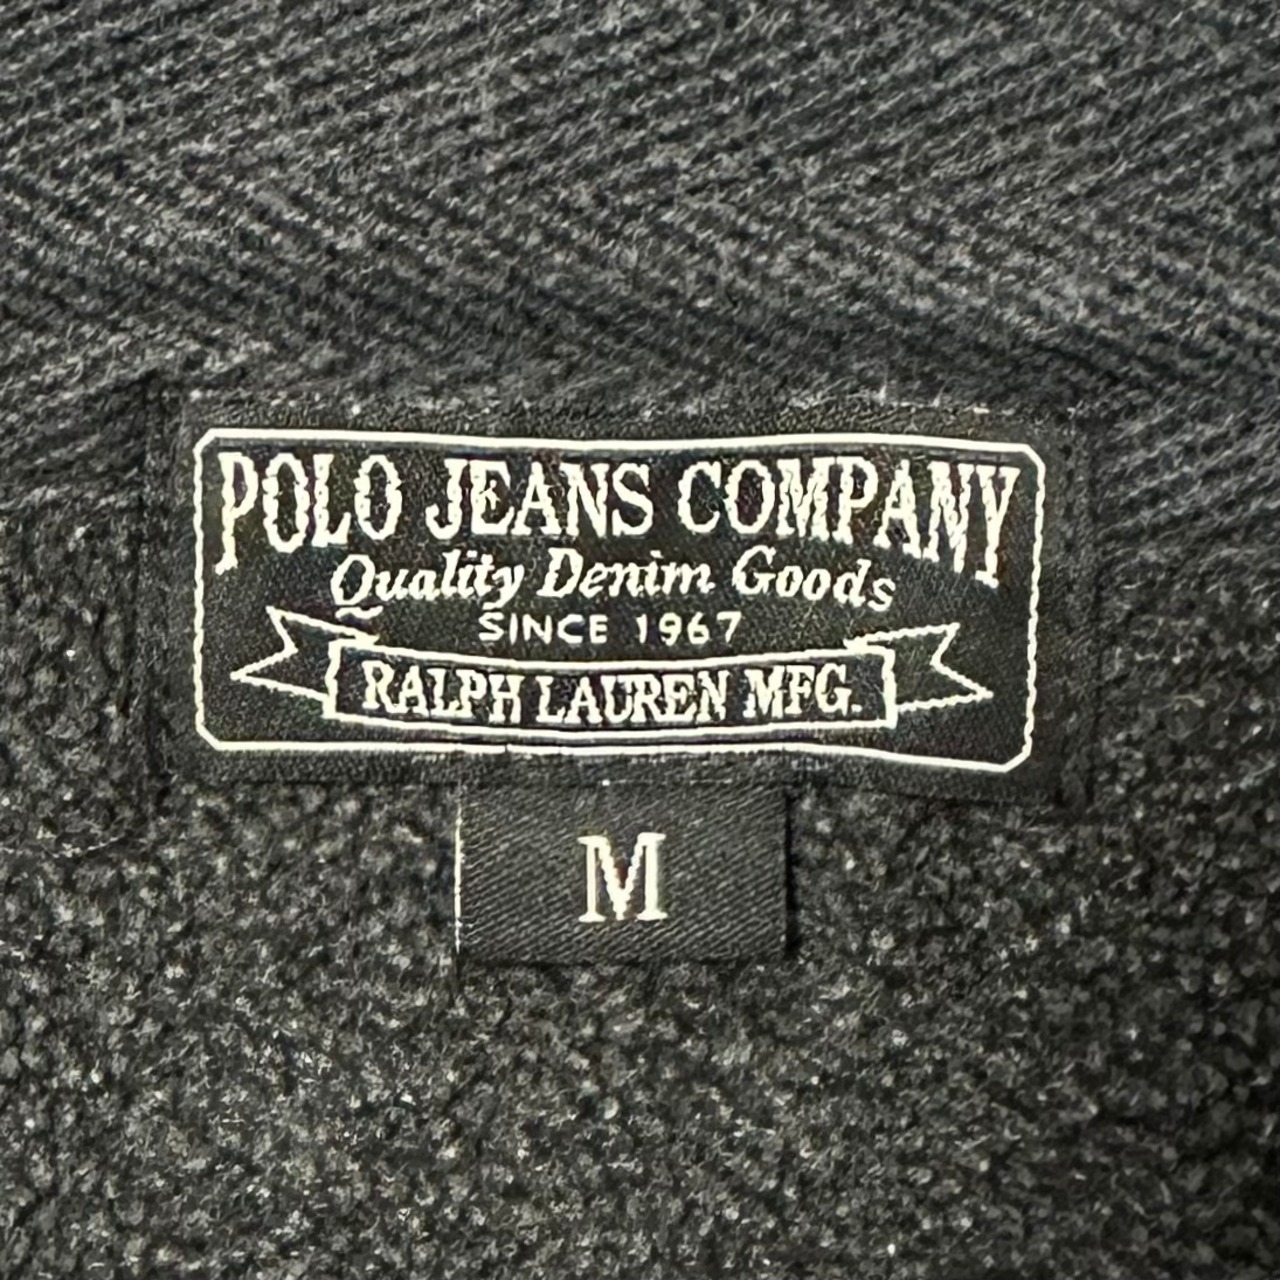 POLO JEANS COMPANY
Quality Denim Goods
SINCE 1967
RALPH LAUREN MFG.
M